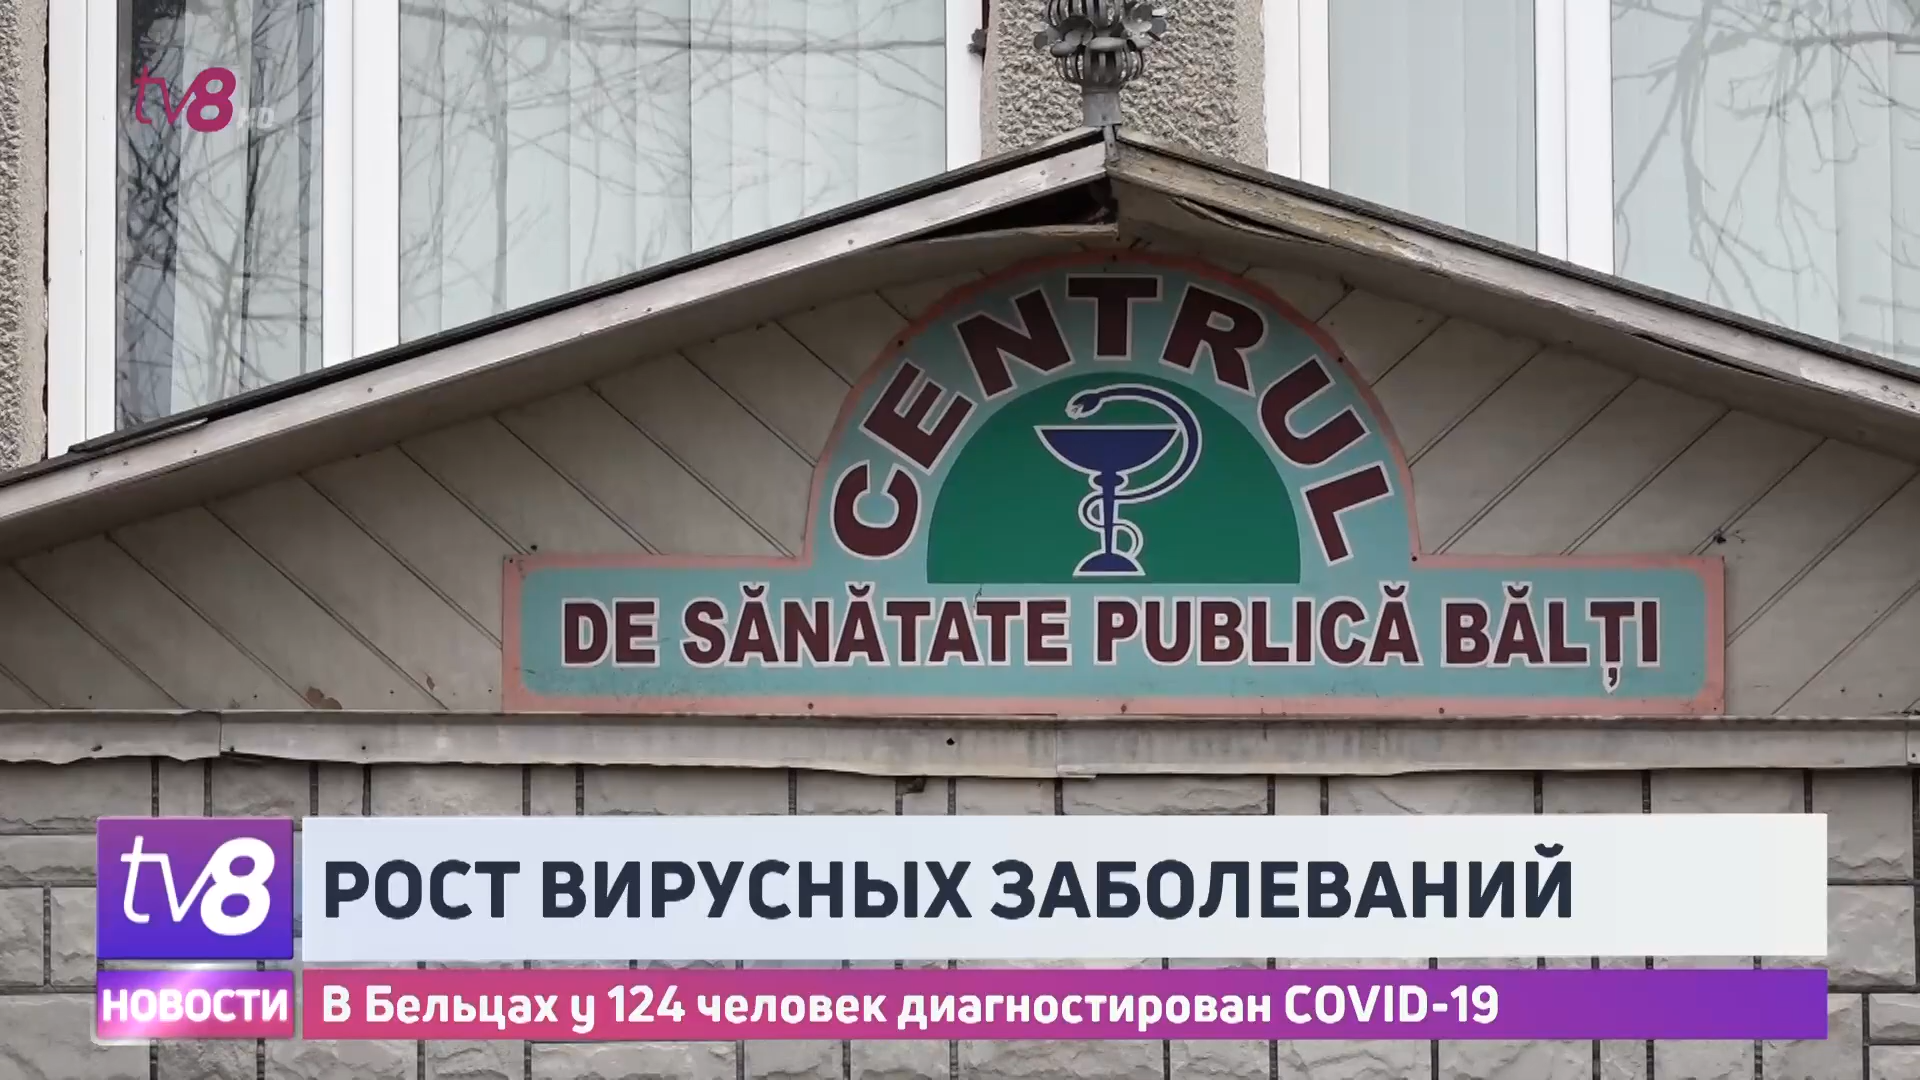 tv8 HD
CENTRUL
DE SĂNĂTATE PUBLICĂ BĂLȚI
tv8
РОСТ ВИРУСНЫХ ЗАБОЛЕВАНИЙ
НОВОСТИ
В Бельцах у 124 человек диагностирован COVID-19